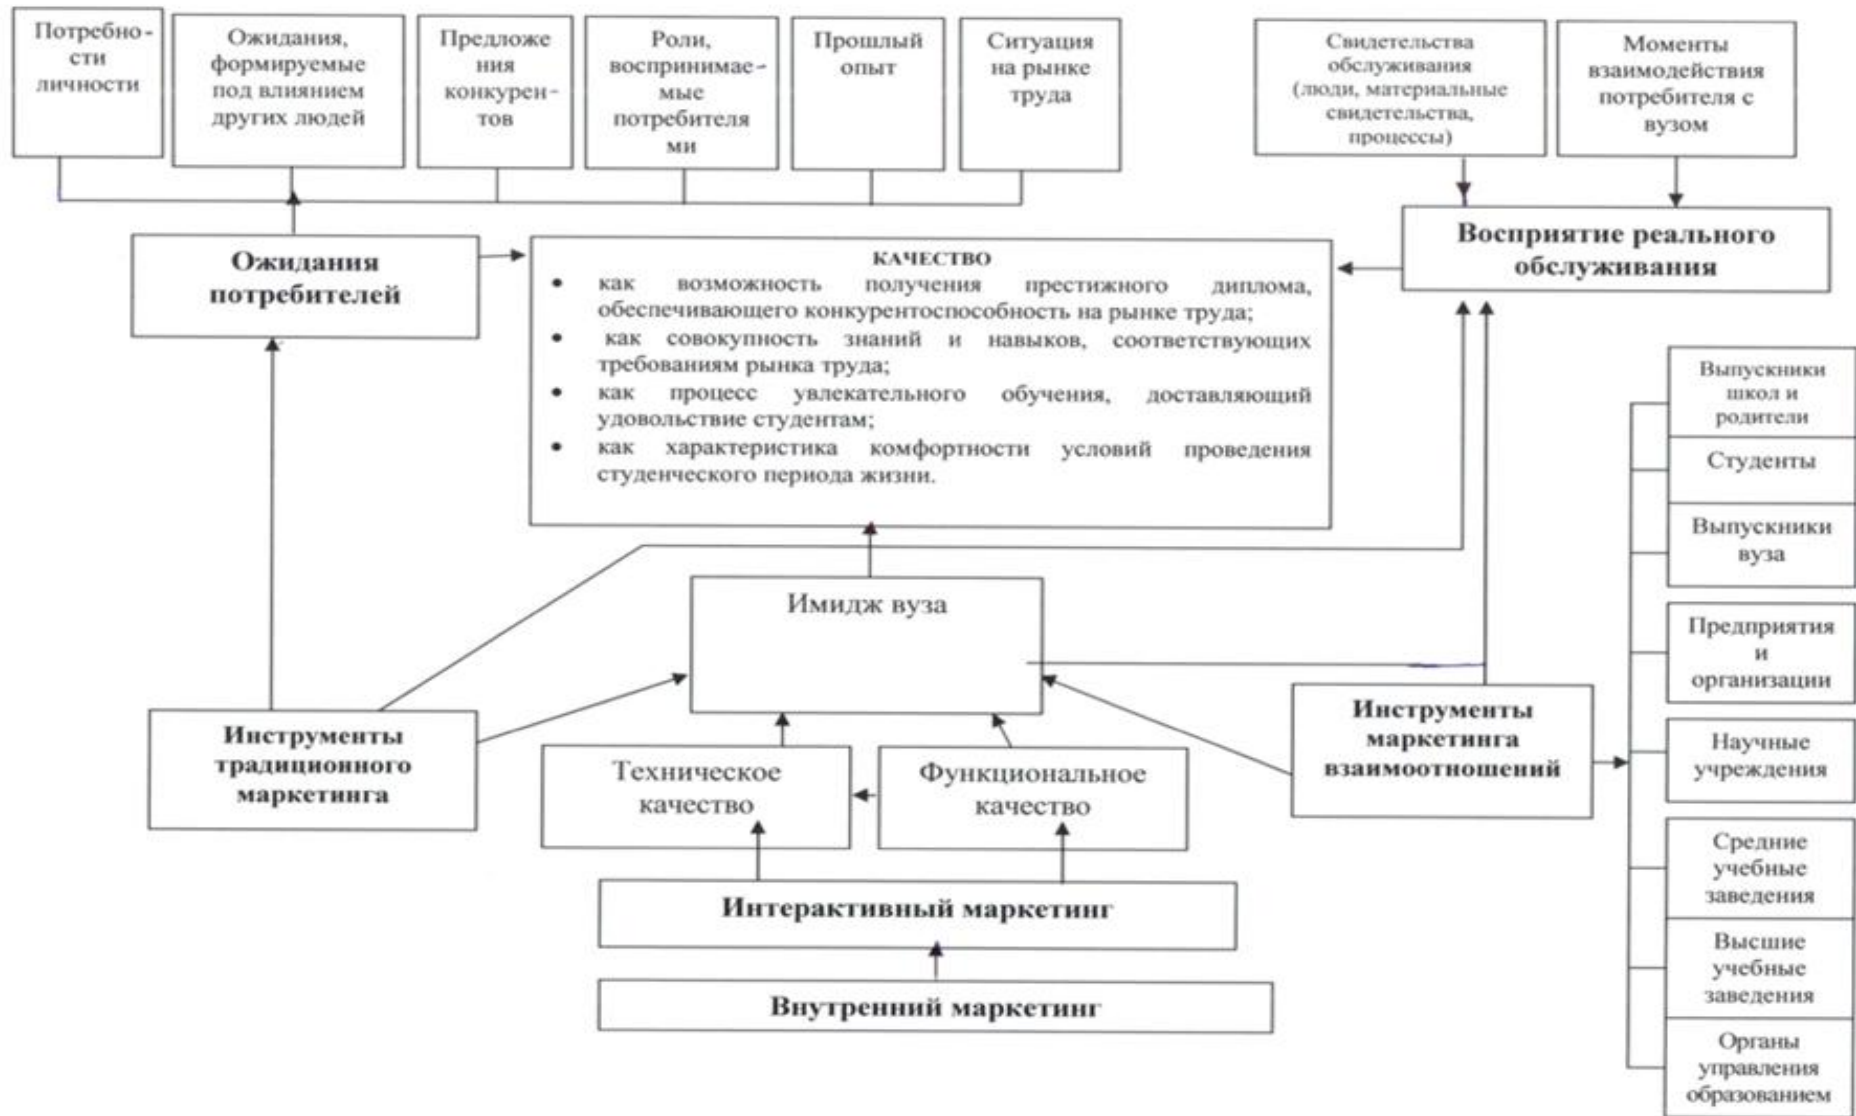 Потребно-
сти
личности
Ожидания,
формируемые
под влиянием
других людей
Предложе
ния
конкурен-
тов
Роли,
воспринимае-
мые
потребителя
ми
Прошлый
опыт
Ситуация
на рынке
труда
Свидетельства
обслуживания
(люди, материальные
свидетельства,
процессы)
Моменты
взаимодействия
потребителя с
вузом
Ожидания
потребителей
КАЧЕСТВО
• как возможность получения престижного диплома,
обеспечивающего конкурентоспособность на рынке труда;
• как совокупность знаний и навыков, соответствующих
требованиям рынка труда;
• как процесс увлекательного обучения, доставляющий
удовольствие студентам;
• как характеристика комфортности условий проведения
студенческого периода жизни.
Восприятие реального
обслуживания
Имидж вуза
Инструменты
традиционного
маркетинга
Техническое
качество
Функциональное
качество
Инструменты
маркетинга
взаимоотношений
Интерактивный маркетинг
Внутренний маркетинг
Выпускники
школ и
родители
Студенты
Выпускники
вуза
Предприятия
и
организации
Научные
учреждения
Средние
учебные
заведения
Высшие
учебные
заведения
Органы
управления
образованием